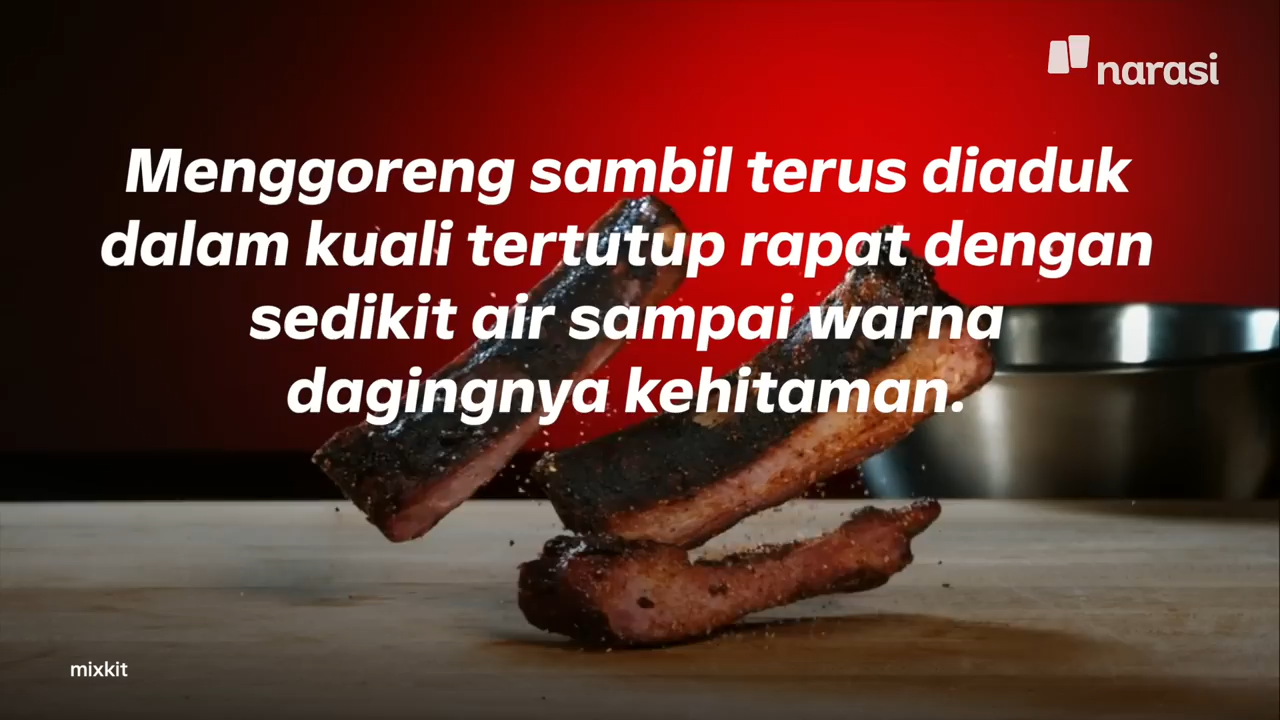 narasi
Menggoreng sambil terus diaduk
dalam kuali tertutup rapat dengan
sedikit air sampai warna
dagingnya kehitaman.
mixkit